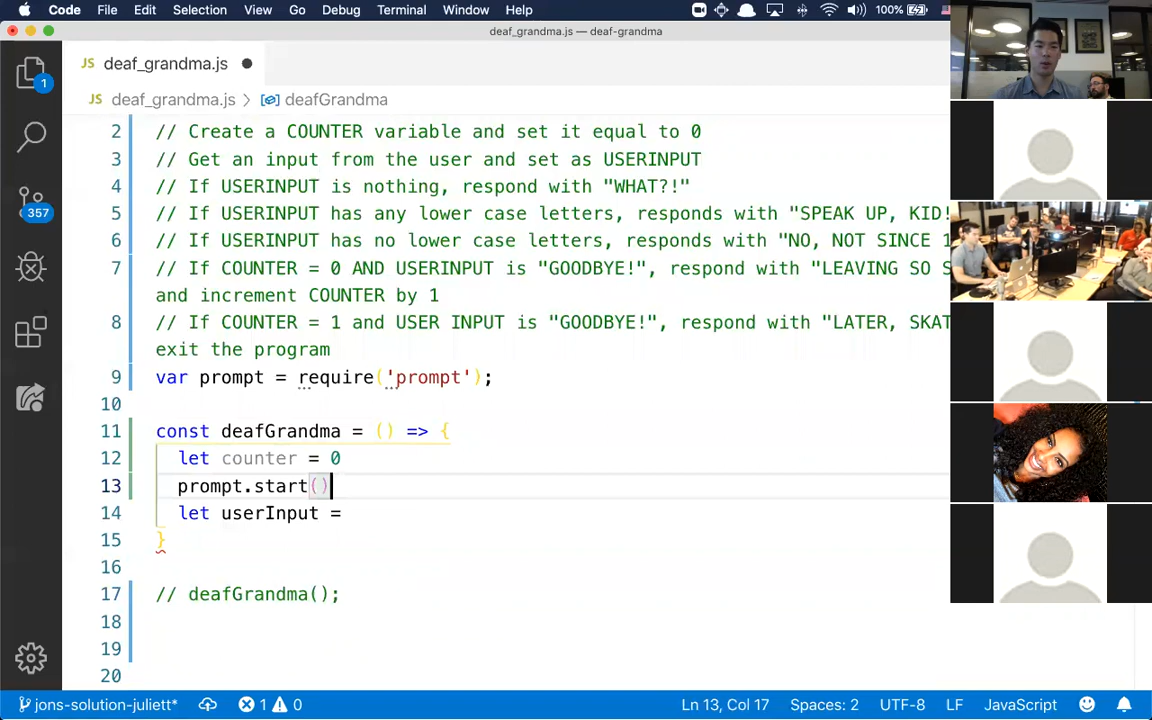 Code File Edit Selection View Go Debug Terminal Window Help 100%
deaf_grandma.js — deaf-grandma
JS deaf_grandma.js
JS deaf_grandma.js > deafGrandma
2 // Create a COUNTER variable and set it equal to 0
3 // Get an input from the user and set as USERINPUT
4 // If USERINPUT is nothing, respond with "WHAT?!"
5 // If USERINPUT has any lower case letters, responds with "SPEAK UP, KID!
6 // If USERINPUT has no lower case letters, responds with "NO, NOT SINCE 1
7 // If COUNTER = 0 AND USERINPUT is "GOODBYE!", respond with "LEAVING SO S
and increment COUNTER by 1
8 // If COUNTER = 1 and USER INPUT is "GOODBYE!", respond with "LATER, SKAT
exit the program
9 var prompt = require('prompt');
10
11 const deafGrandma = () => {
12 let counter = 0
13 prompt.start()
14 let userInput =
15 }
16
17 // deafGrandma();
18
19
20
1
357
jons-solution-juliett* 1 0 Ln 13, Col 17 Spaces: 2 UTF-8 LF JavaScript